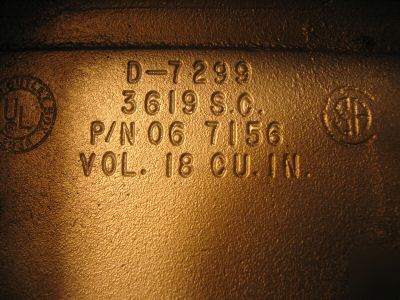 D-7299
3619 S.C.
P/N 06 7156
VOL. 18 CU. IN.
UL